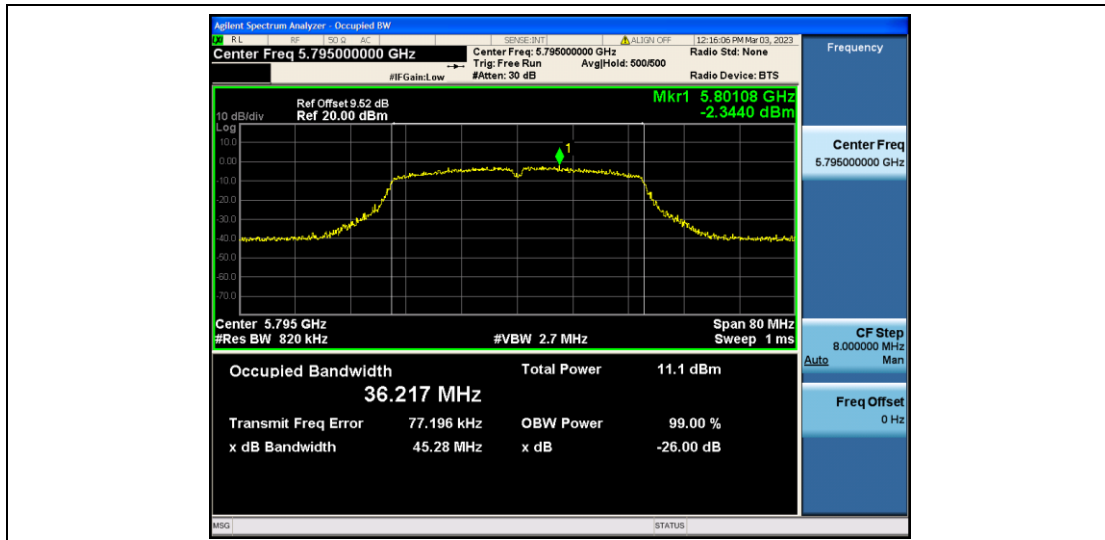 Agilent Spectrum Analyzer - Occupied BW
RL RF 50 Ω AC SENSE:INT ALIGN OFF 12:16:06 PM Mar 03, 2023
Center Freq 5.795000000 GHz
Center Freq: 5.795000000 GHz Radio Std: None
Trig: Free Run Avg|Hold: 500/500
#IFGain:Low #Atten: 30 dB Radio Device: BTS
Ref Offset 9.52 dB
10 dB/div Ref 20.00 dBm
Mkr1 5.80108 GHz
-2.3440 dBm
Log
10.0
0.00
-10.0
-20.0
-30.0
-40.0
-50.0
-60.0
-70.0
1
Center 5.795 GHz Span 80 MHz
#Res BW 820 kHz #VBW 2.7 MHz Sweep 1 ms
Occupied Bandwidth Total Power 11.1 dBm
36.217 MHz
Transmit Freq Error 77.196 kHz OBW Power 99.00 %
x dB Bandwidth 45.28 MHz x dB -26.00 dB
MSG STATUS
Frequency
Center Freq
5.795000000 GHz
CF Step
8.000000 MHz
Auto Man
Freq Offset
0 Hz